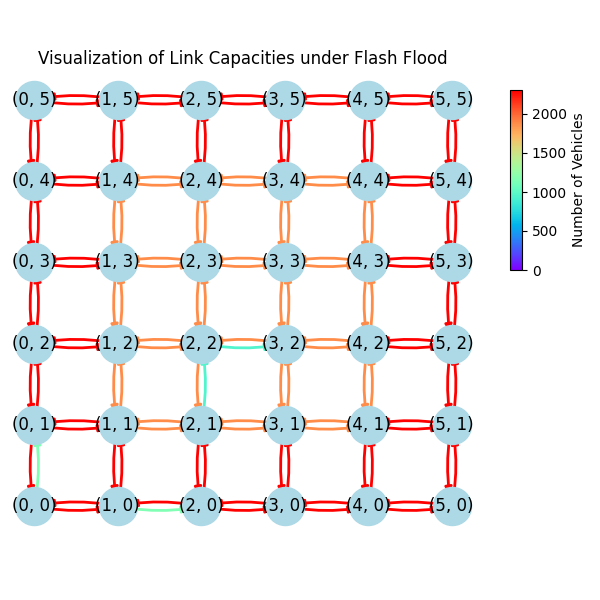 Visualization of Link Capacities under Flash Flood
(0, 5) (1, 5) (2, 5) (3, 5) (4, 5) (5, 5)
(0, 4) (1, 4) (2, 4) (3, 4) (4, 4) (5, 4)
(0, 3) (1, 3) (2, 3) (3, 3) (4, 3) (5, 3)
(0, 2) (1, 2) (2, 2) (3, 2) (4, 2) (5, 2)
(0, 1) (1, 1) (2, 1) (3, 1) (4, 1) (5, 1)
(0, 0) (1, 0) (2, 0) (3, 0) (4, 0) (5, 0)
2000
1500
1000
500
0
Number of Vehicles